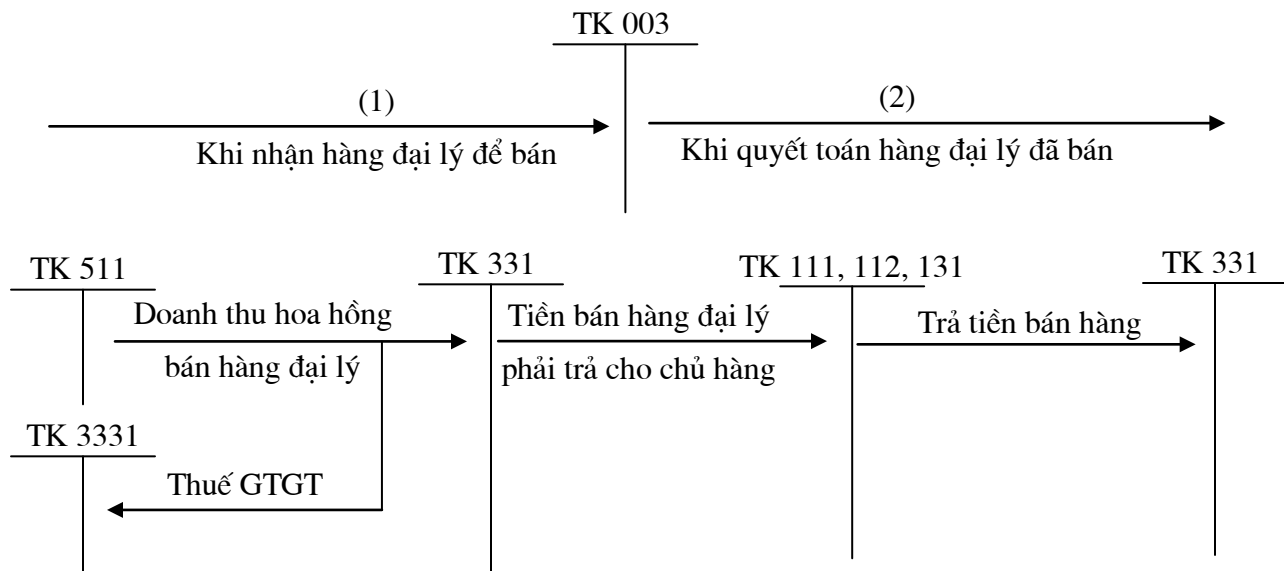 TK 003
(1)
(2)
Khi nhận hàng đại lý để bán
Khi quyết toán hàng đại lý đã bán
TK 511
TK 331
TK 111, 112, 131
TK 331
Doanh thu hoa hồng
bán hàng đại lý
Tiền bán hàng đại lý
phải trả cho chủ hàng
Trả tiền bán hàng
TK 3331
Thuế GTGT